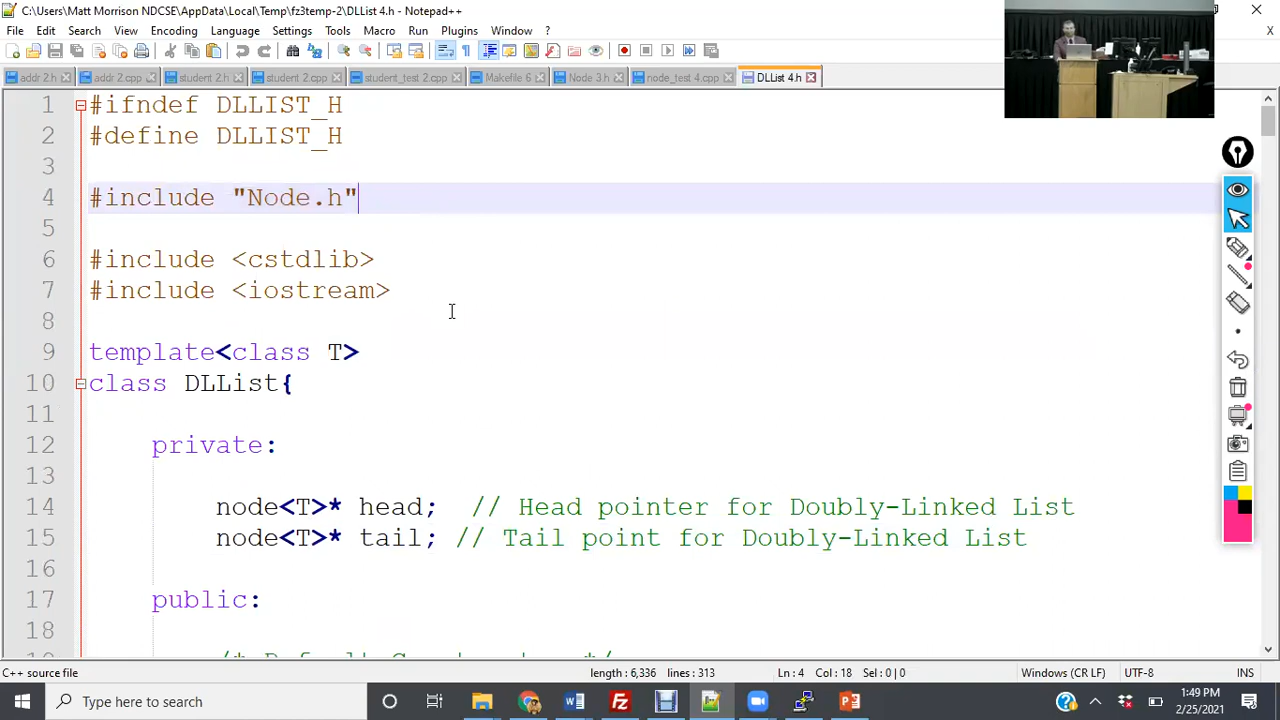 C:\Users\Matt Morrison NDCSE\AppData\Local\Temp\fz3temp-2\DLList 4.h - Notepad++
File Edit Search View Encoding Language Settings Tools Macro Run Plugins Window ? X
addr 2.h addr 2.cpp student 2.h student 2.cpp student_test 2.cpp Makefile 6 Node 3.h node_test 4.cpp DLList 4.h
1 #ifndef DLLIST_H
2 #define DLLIST_H
3
4 #include "Node.h"
5
6 #include <cstdlib>
7 #include <iostream>
8
9 template<class T>
10 class DLList{
11
12 private:
13
14 node<T>* head; // Head pointer for Doubly-Linked List
15 node<T>* tail; // Tail point for Doubly-Linked List
16
17 public:
18
C++ source file length : 6,336 lines : 313 Ln : 4 Col : 18 Sel : 0 | 0 Windows (CR LF) UTF-8 INS
Type here to search
1:49 PM
2/25/2021